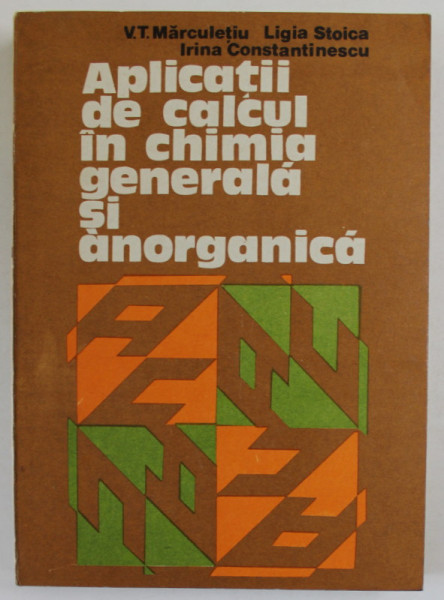 V.T. Mărculețiu Ligia Stoica
Irina Constantinescu
Aplicații
de calcul
în chimia
generală
și
anorganică